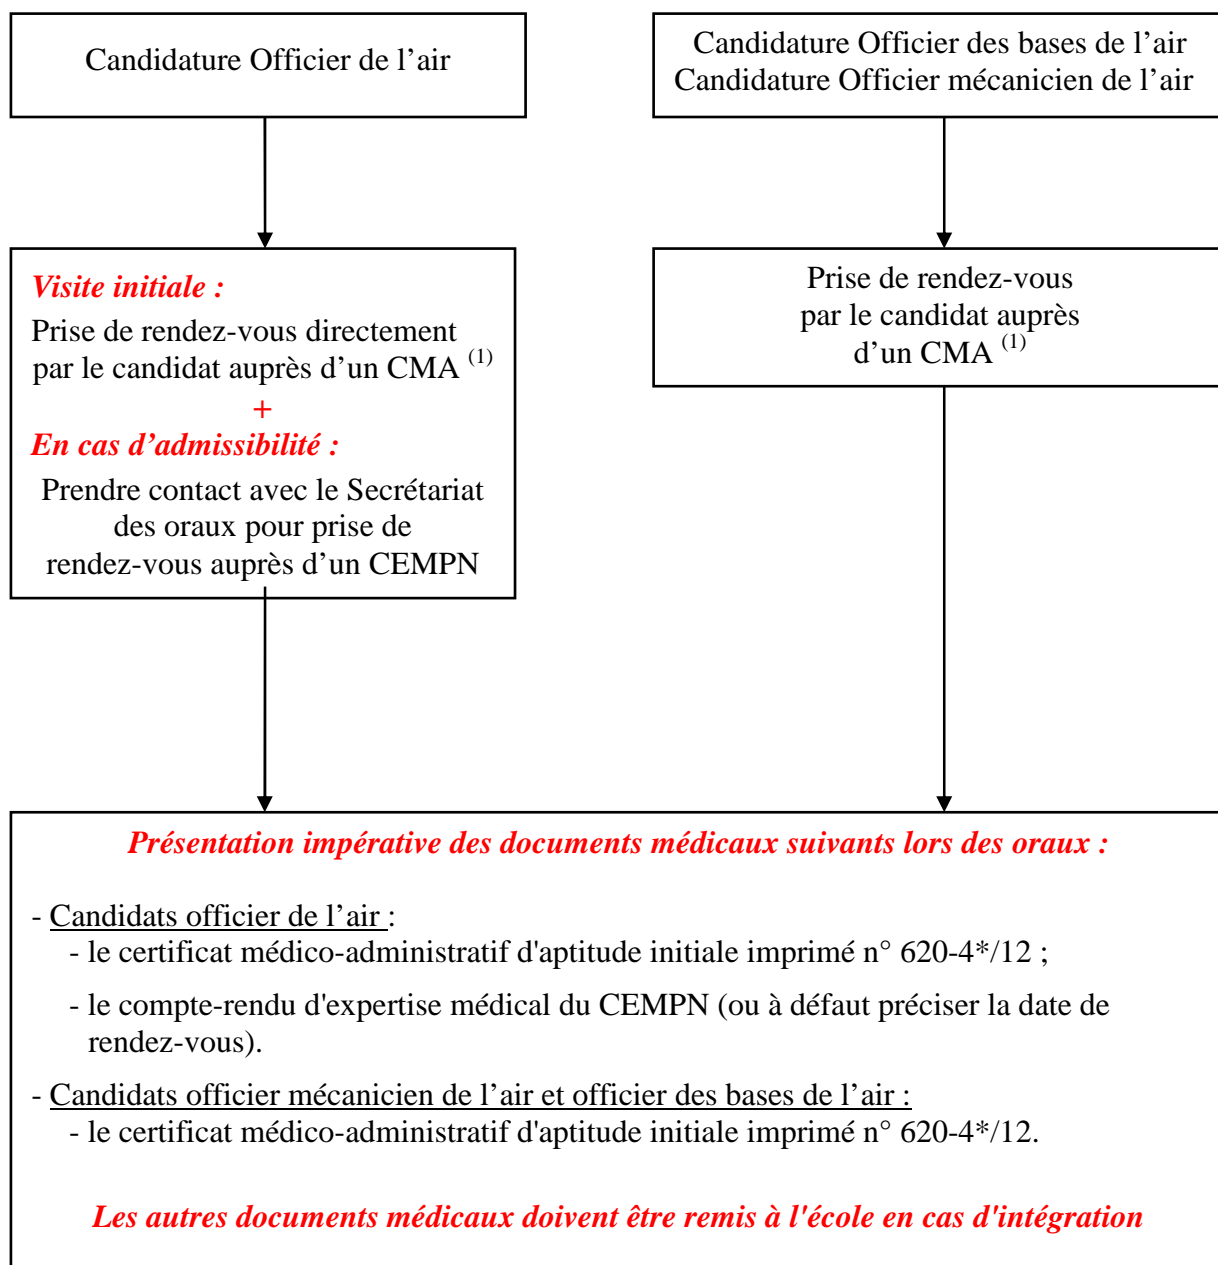 Candidature Officier de l’air
Candidature Officier des bases de l’air
Candidature Officier mécanicien de l’air
Visite initiale :
Prise de rendez-vous directement
par le candidat auprès d’un CMA (1)
+
En cas d’admissibilité :
Prendre contact avec le Secrétariat
des oraux pour prise de
rendez-vous auprès d’un CEMPN
Prise de rendez-vous
par le candidat auprès
d’un CMA (1)
Présentation impérative des documents médicaux suivants lors des oraux :
- Candidats officier de l’air :
- le certificat médico-administratif d'aptitude initiale imprimé n° 620-4*/12 ;
- le compte-rendu d'expertise médical du CEMPN (ou à défaut préciser la date de
rendez-vous).
- Candidats officier mécanicien de l’air et officier des bases de l’air :
- le certificat médico-administratif d'aptitude initiale imprimé n° 620-4*/12.
Les autres documents médicaux doivent être remis à l'école en cas d'intégration